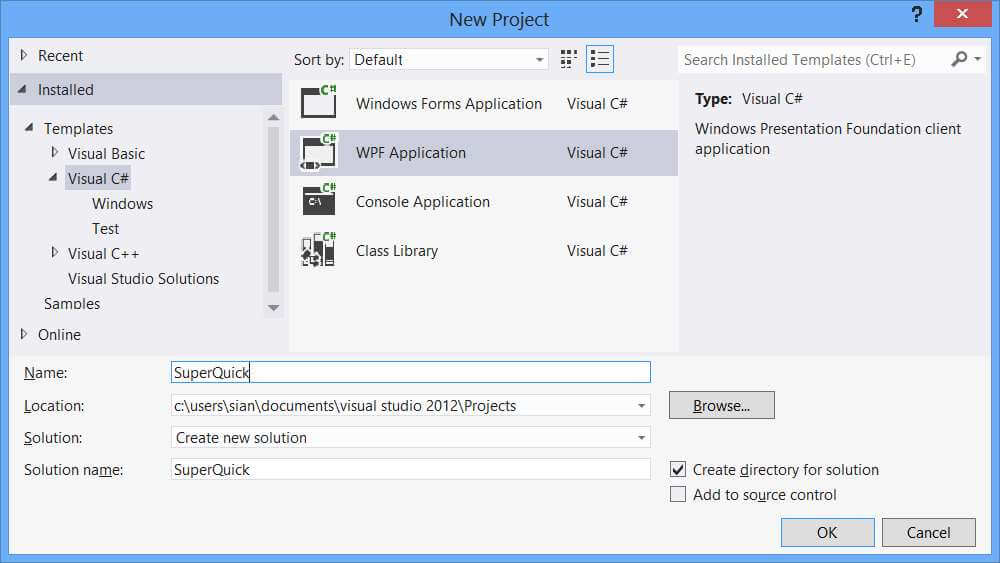 New Project
?
Recent
Installed
Templates
Visual Basic
Visual C#
Windows
Test
Visual C++
Visual Studio Solutions
Samples
Online
Sort by: Default
C# Windows Forms Application Visual C#
C# WPF Application Visual C#
C# C:\ Console Application Visual C#
C# Class Library Visual C#
Search Installed Templates (Ctrl+E)
Type: Visual C#
Windows Presentation Foundation client
application
Name: SuperQuick
Location: c:\users\sian\documents\visual studio 2012\Projects Browse...
Solution: Create new solution
Solution name: SuperQuick
Create directory for solution
Add to source control
OK Cancel